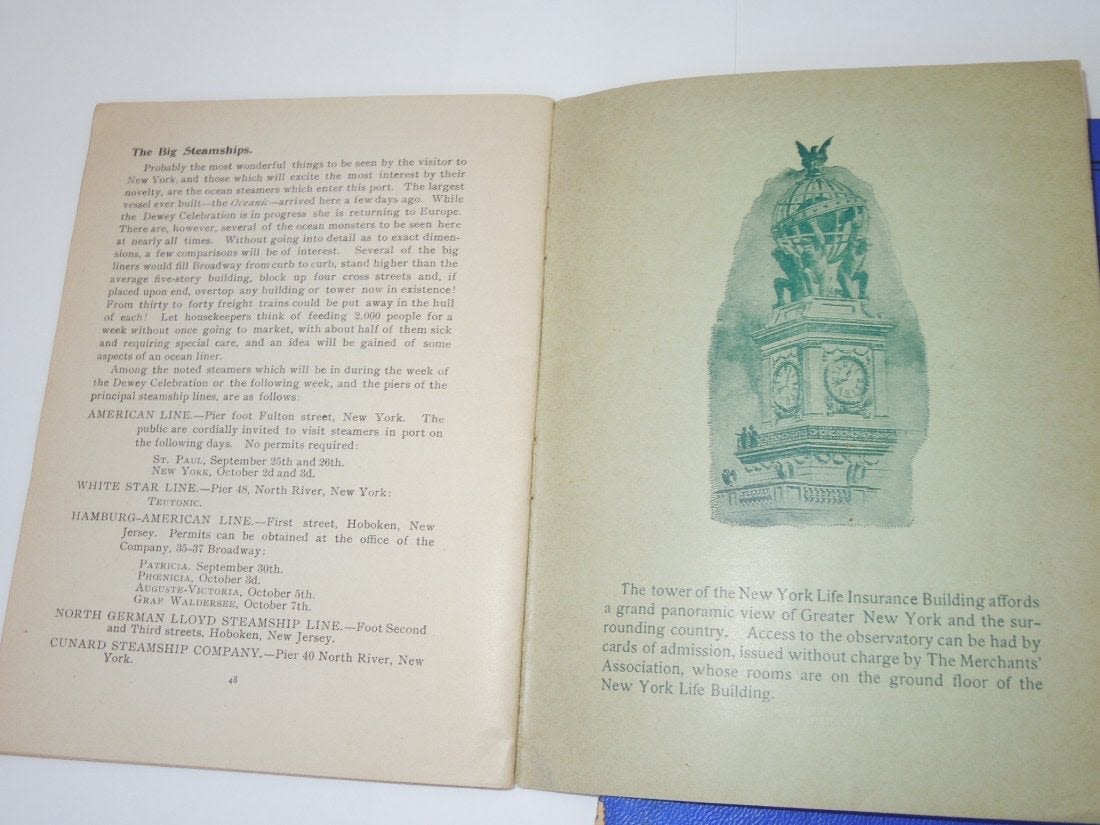 The Big Steamships.
Probably the most wonderful things to be seen by the visitor to
New York, and those which will excite the most interest by their
novelty, are the ocean steamers which enter this port. The largest
vessel ever built—the Oceanic—arrived here a few days ago. While
the Dewey Celebration is in progress she is returning to Europe.
There are, however, several of the ocean monsters to be seen here
at nearly all times. Without going into detail as to exact dimen-
sions, a few comparisons will be of interest. Several of the big
liners would fill Broadway from curb to curb, stand higher than the
average five-story building, block up four cross streets and, if
placed upon end, overtop any building or tower now in existence!
From thirty to forty freight trains could be put away in the hull
of each! Let housekeepers think of feeding 2,000 people for a
week without once going to market, with about half of them sick
and requiring special care, and an idea will be gained of some
aspects of an ocean liner.
Among the noted steamers which will be in during the week of
the Dewey Celebration or the following week, and the piers of the
principal steamship lines, are as follows:
AMERICAN LINE.—Pier foot Fulton street, New York. The
public are cordially invited to visit steamers in port on
the following days. No permits required:
St. Paul, September 25th and 26th.
New York, October 2d and 3d.
WHITE STAR LINE.—Pier 48, North River, New York:
Teutonic.
HAMBURG-AMERICAN LINE.—First street, Hoboken, New
Jersey. Permits can be obtained at the office of the
Company, 35-37 Broadway:
Patricia. September 30th.
Phœnicia, October 3d.
Auguste-Victoria, October 5th.
Graf Waldersee, October 7th.
NORTH GERMAN LLOYD STEAMSHIP LINE.—Foot Second
and Third streets, Hoboken, New Jersey.
CUNARD STEAMSHIP COMPANY.—Pier 40 North River, New
York.
48
The tower of the New York Life Insurance Building affords
a grand panoramic view of Greater New York and the sur-
rounding country. Access to the observatory can be had by
cards of admission, issued without charge by The Merchants'
Association, whose rooms are on the ground floor of the
New York Life Building.